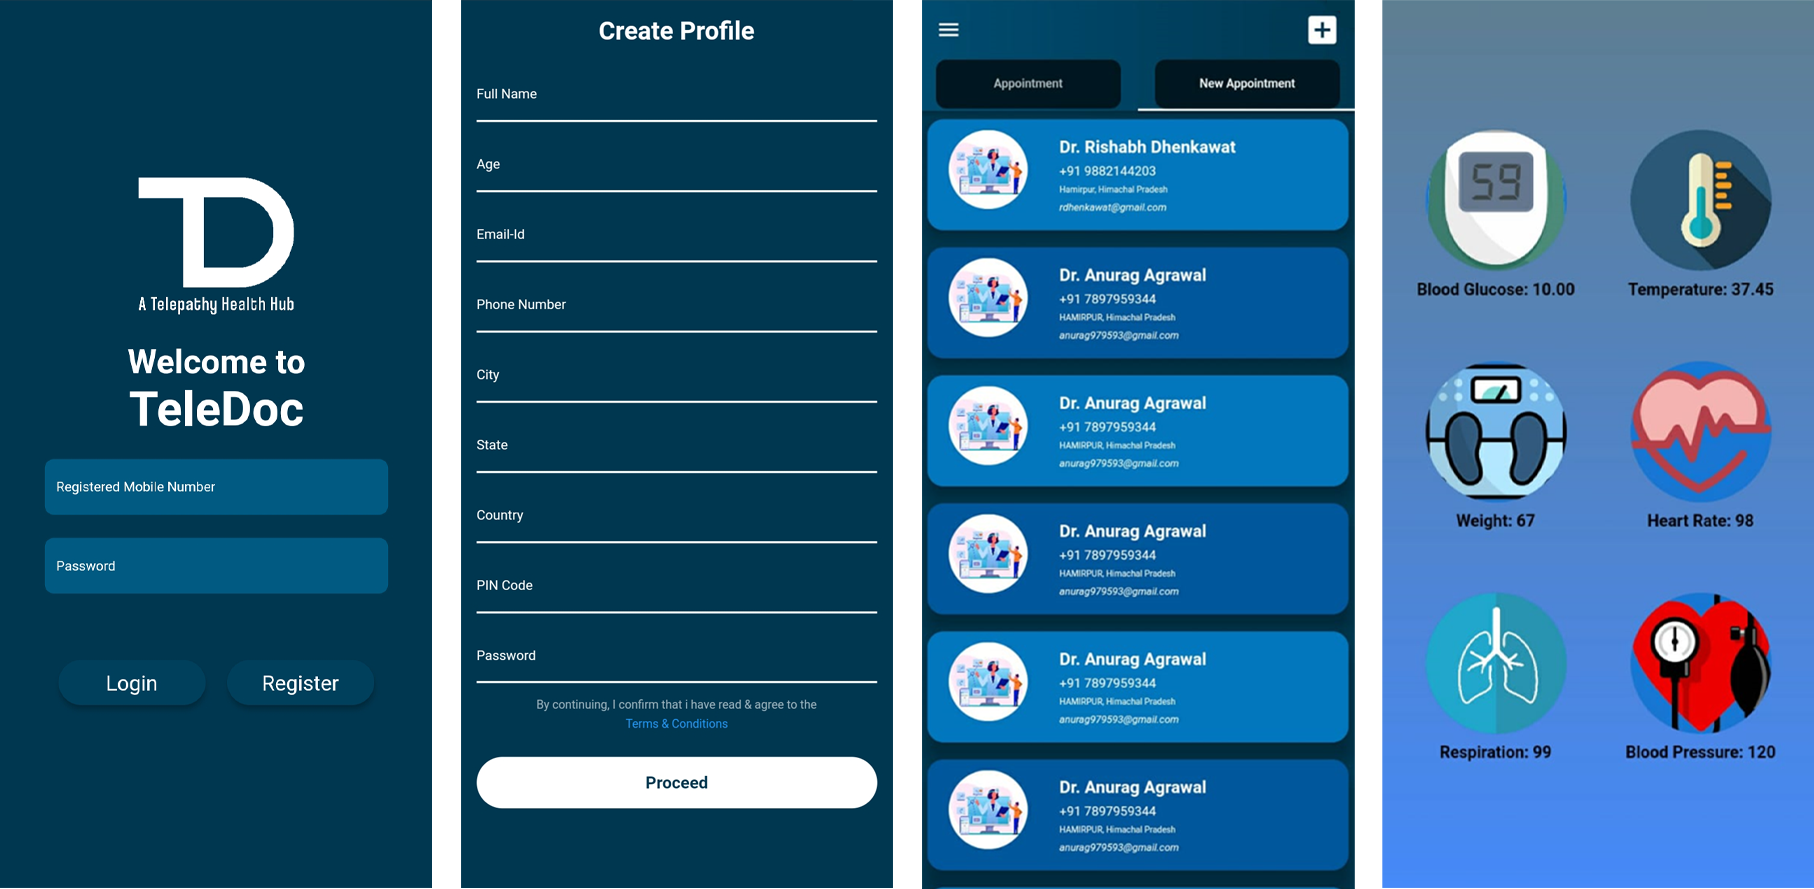 TD
A Telepathy Health Hub
Welcome to
TeleDoc
Registered Mobile Number
Password
Login
Register
Create Profile
Full Name
Age
Email-Id
Phone Number
City
State
Country
PIN Code
Password
By continuing, I confirm that i have read & agree to the
Terms & Conditions
Proceed
Appointment
New Appointment
Dr. Rishabh Dhenkawat
+91 9882144203
Hamirpur, Himachal Pradesh
rdhenkawat@gmail.com
Dr. Anurag Agrawal
+91 7897959344
HAMIRPUR, Himachal Pradesh
anurag979593@gmail.com
Dr. Anurag Agrawal
+91 7897959344
HAMIRPUR, Himachal Pradesh
anurag979593@gmail.com
Dr. Anurag Agrawal
+91 7897959344
HAMIRPUR, Himachal Pradesh
anurag979593@gmail.com
Dr. Anurag Agrawal
+91 7897959344
HAMIRPUR, Himachal Pradesh
anurag979593@gmail.com
Dr. Anurag Agrawal
+91 7897959344
HAMIRPUR, Himachal Pradesh
anurag979593@gmail.com
59
Blood Glucose: 10.00
Temperature: 37.45
Weight: 67
Heart Rate: 98
Respiration: 99
Blood Pressure: 120